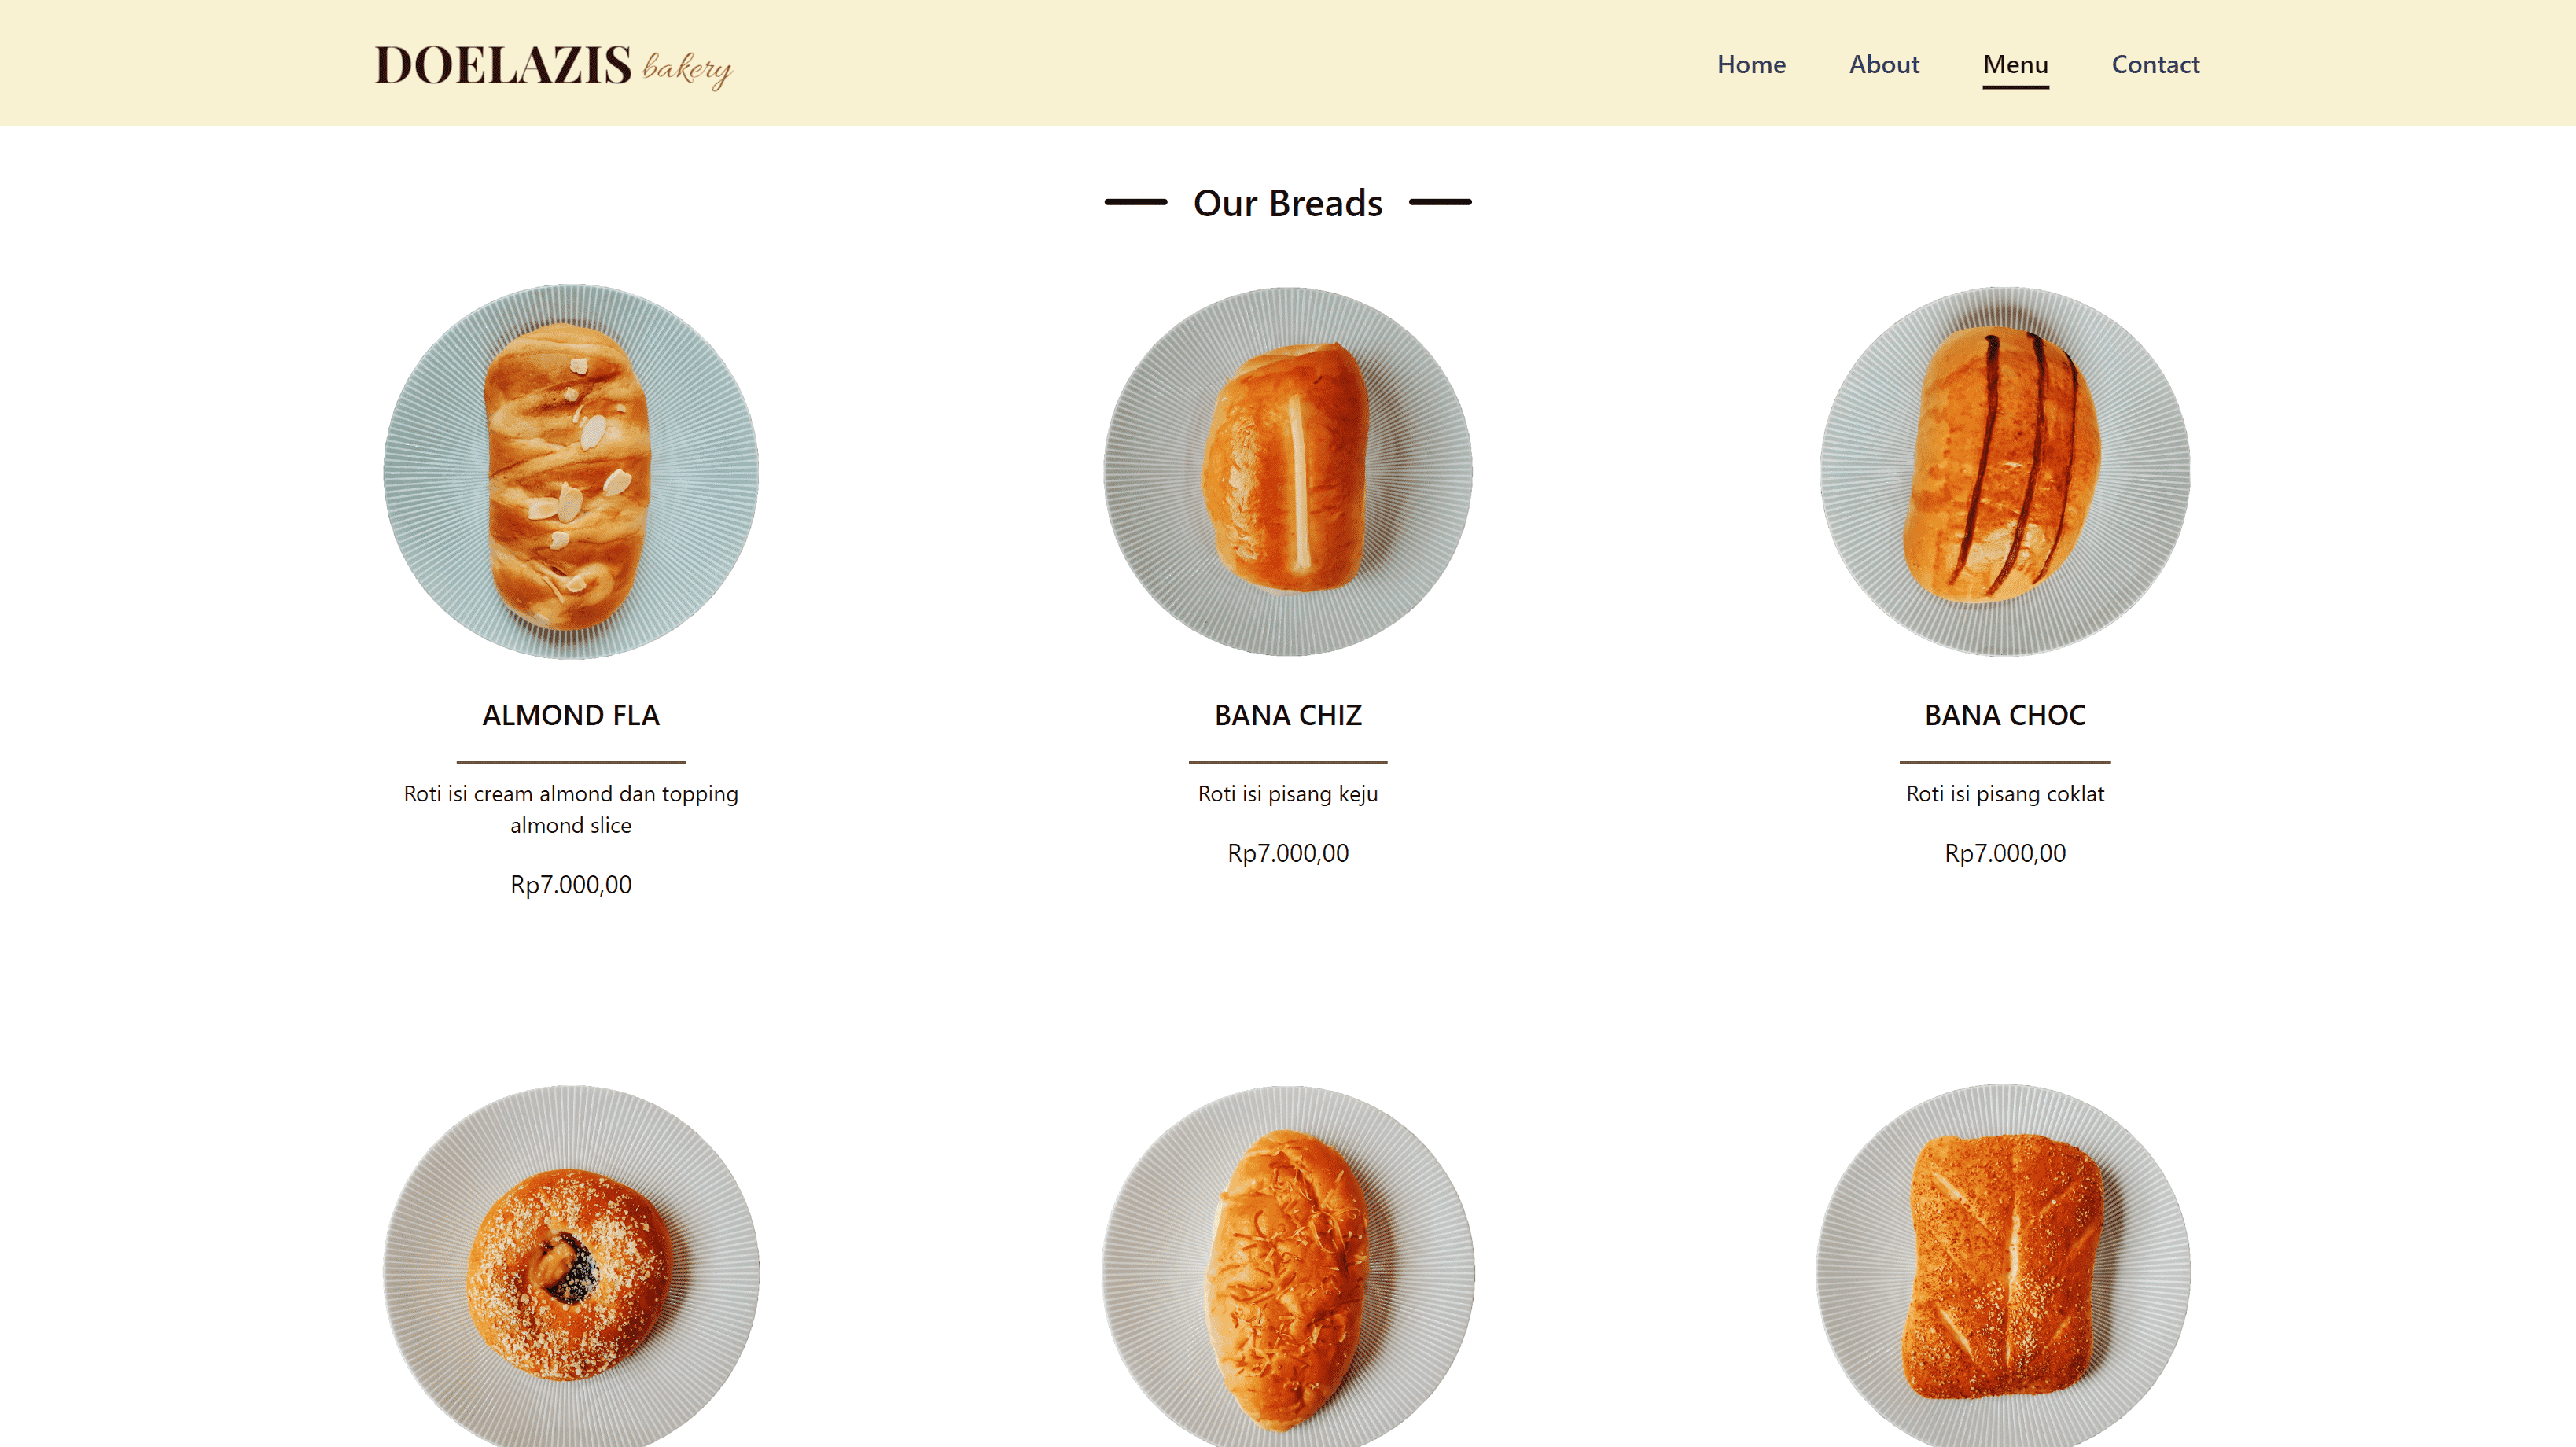 DOELAZIS bakery
Home About Menu Contact
Our Breads
ALMOND FLA
Roti isi cream almond dan topping
almond slice
Rp7.000,00
BANA CHIZ
Roti isi pisang keju
Rp7.000,00
BANA CHOC
Roti isi pisang coklat
Rp7.000,00